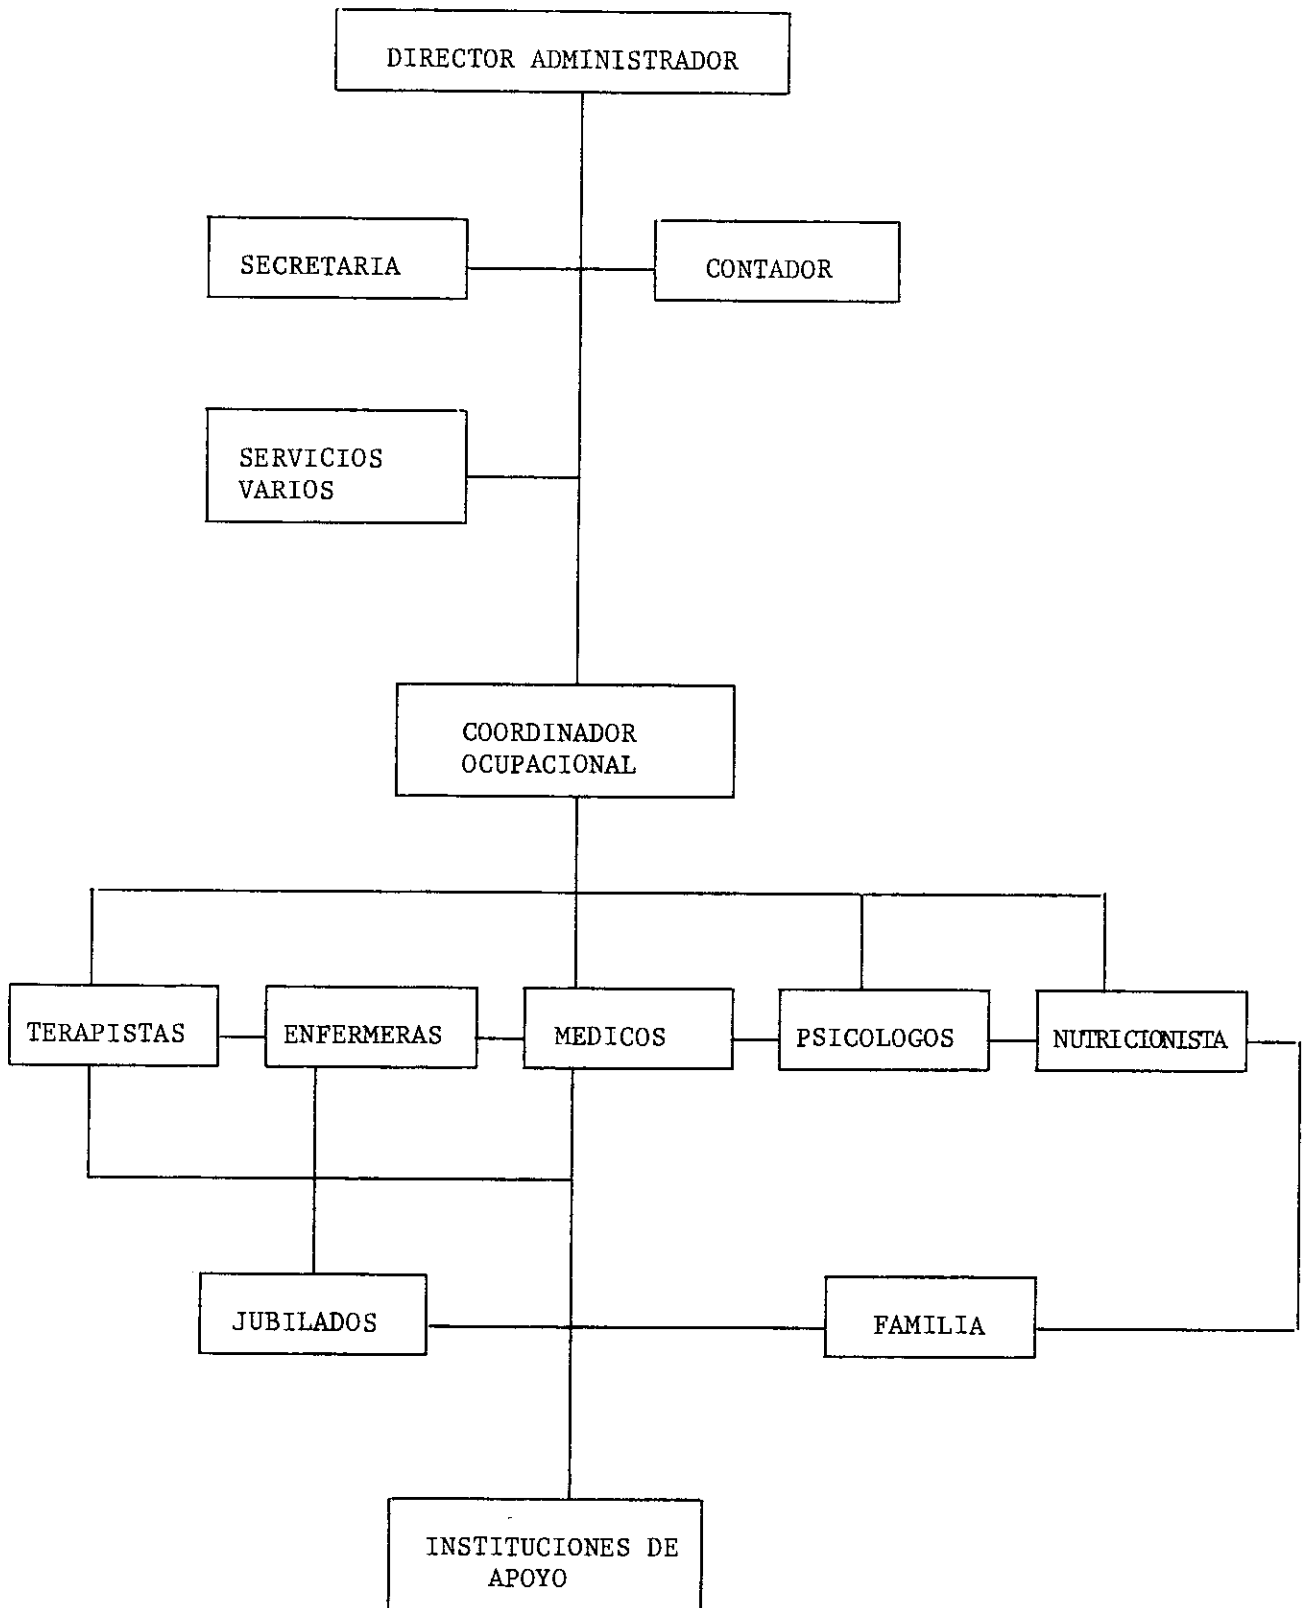 DIRECTOR ADMINISTRADOR
SECRETARIA
CONTADOR
SERVICIOS
VARIOS
COORDINADOR
OCUPACIONAL
TERAPISTAS
ENFERMERAS
MEDICOS
PSICOLOGOS
NUTRICIONISTA
JUBILADOS
FAMILIA
INSTITUCIONES DE
APOYO